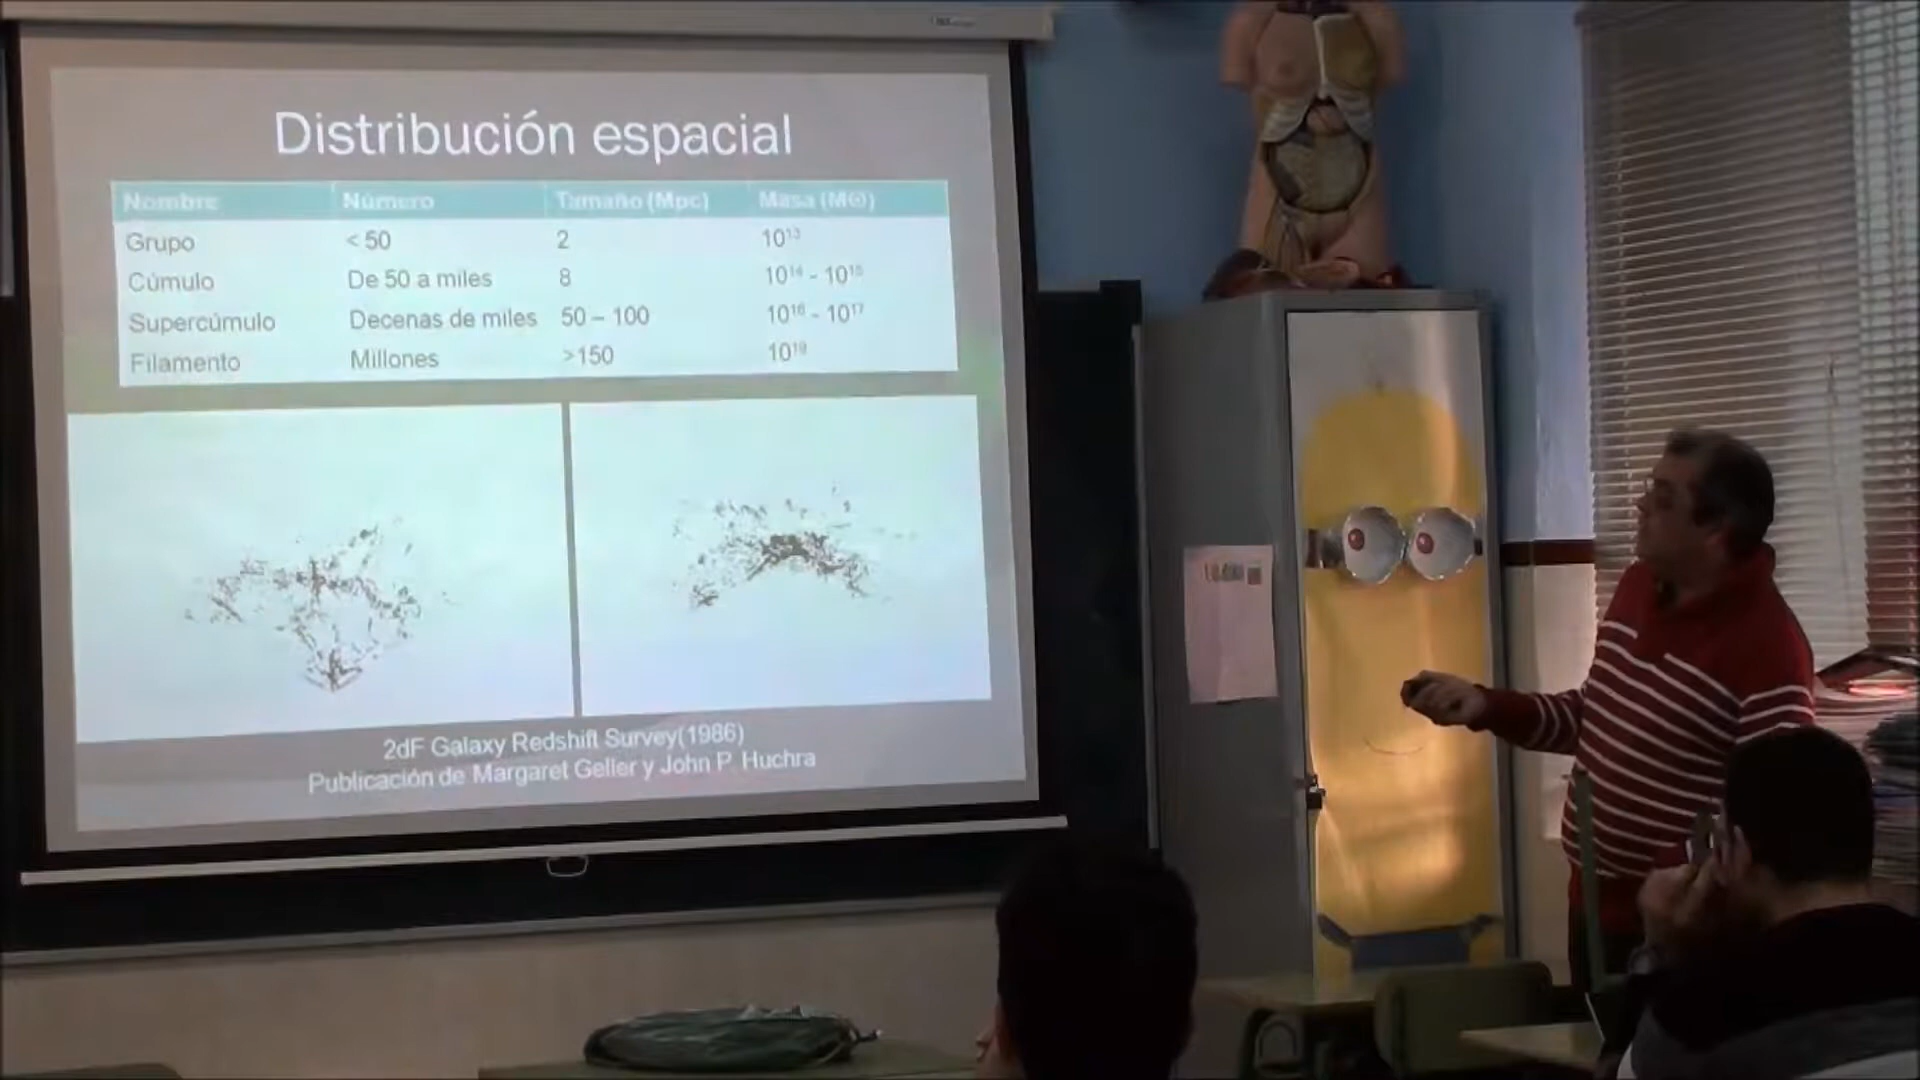 Distribución espacial
Nombre Número Tamaño (Mpc) Masa (MΘ)
Grupo < 50 2 10¹³
Cúmulo De 50 a miles 8 10¹⁴ - 10¹⁵
Supercúmulo Decenas de miles 50 – 100 10¹⁶ - 10¹⁷
Filamento Millones >150 10¹⁹
2dF Galaxy Redshift Survey(1986)
Publicación de Margaret Geller y John P. Huchra